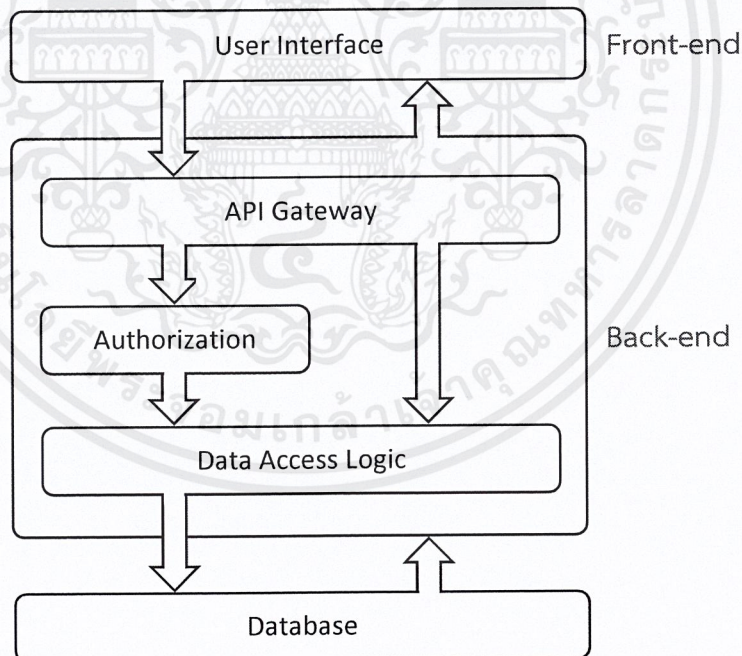 User Interface
Front-end
API Gateway
Authorization
Back-end
Data Access Logic
Database